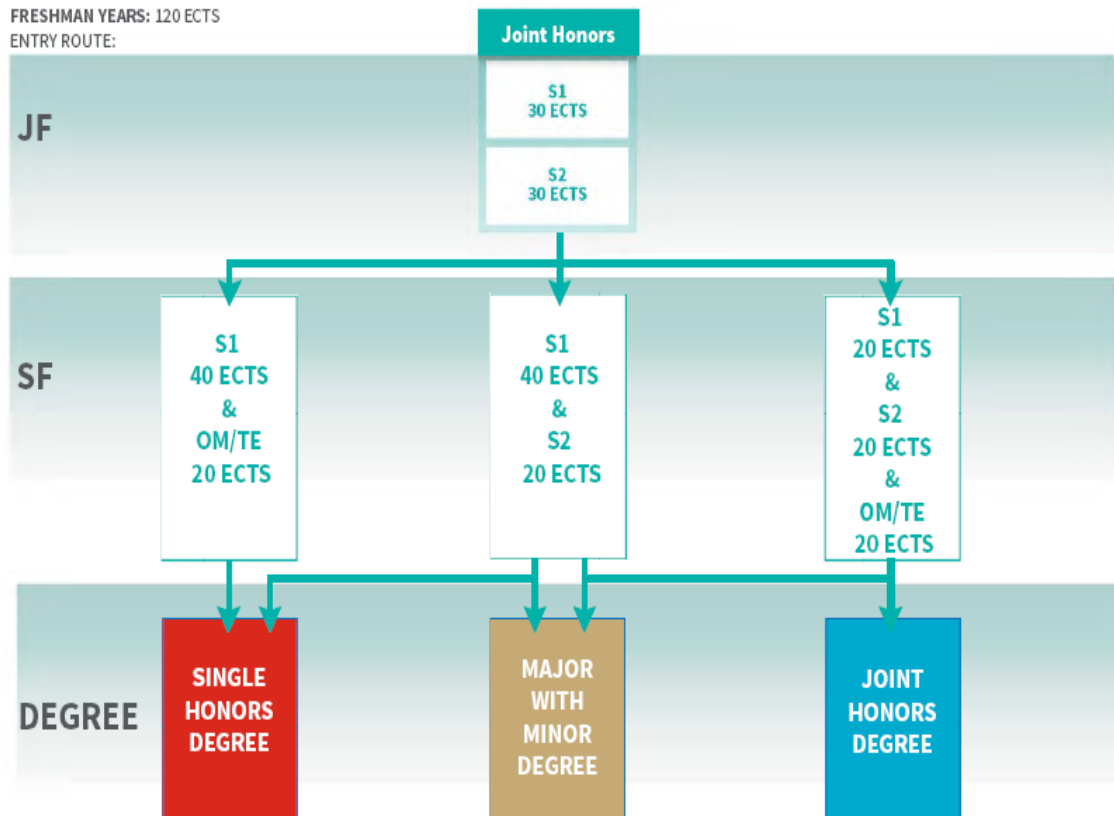 FRESHMAN YEARS: 120 ECTS
ENTRY ROUTE:
Joint Honors
JF
S1
30 ECTS
S2
30 ECTS
SF
S1
40 ECTS
&
OM/TE
20 ECTS
S1
40 ECTS
&
S2
20 ECTS
S1
20 ECTS
&
S2
20 ECTS
&
OM/TE
20 ECTS
DEGREE
SINGLE
HONORS
DEGREE
MAJOR
WITH
MINOR
DEGREE
JOINT
HONORS
DEGREE